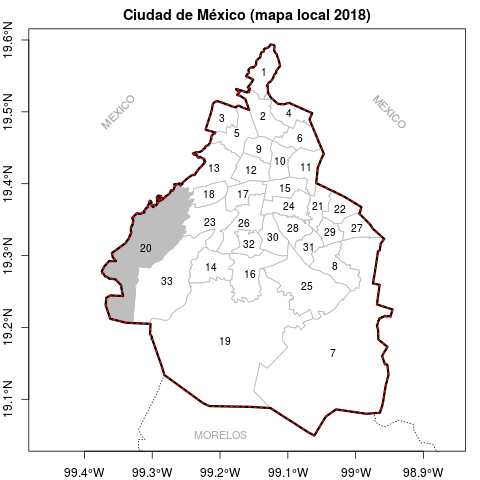 Ciudad de México (mapa local 2018)
19.6°N
19.5°N
19.4°N
19.3°N
19.2°N
19.1°N
MEXICO
MEXICO
1
2
4
3
5
6
9
10
11
13
12
15
18
17
24
21
22
23
26
28
29
27
30
32
31
20
14
16
8
33
25
19
7
MORELOS
99.4°W
99.3°W
99.2°W
99.1°W
99°W
98.9°W